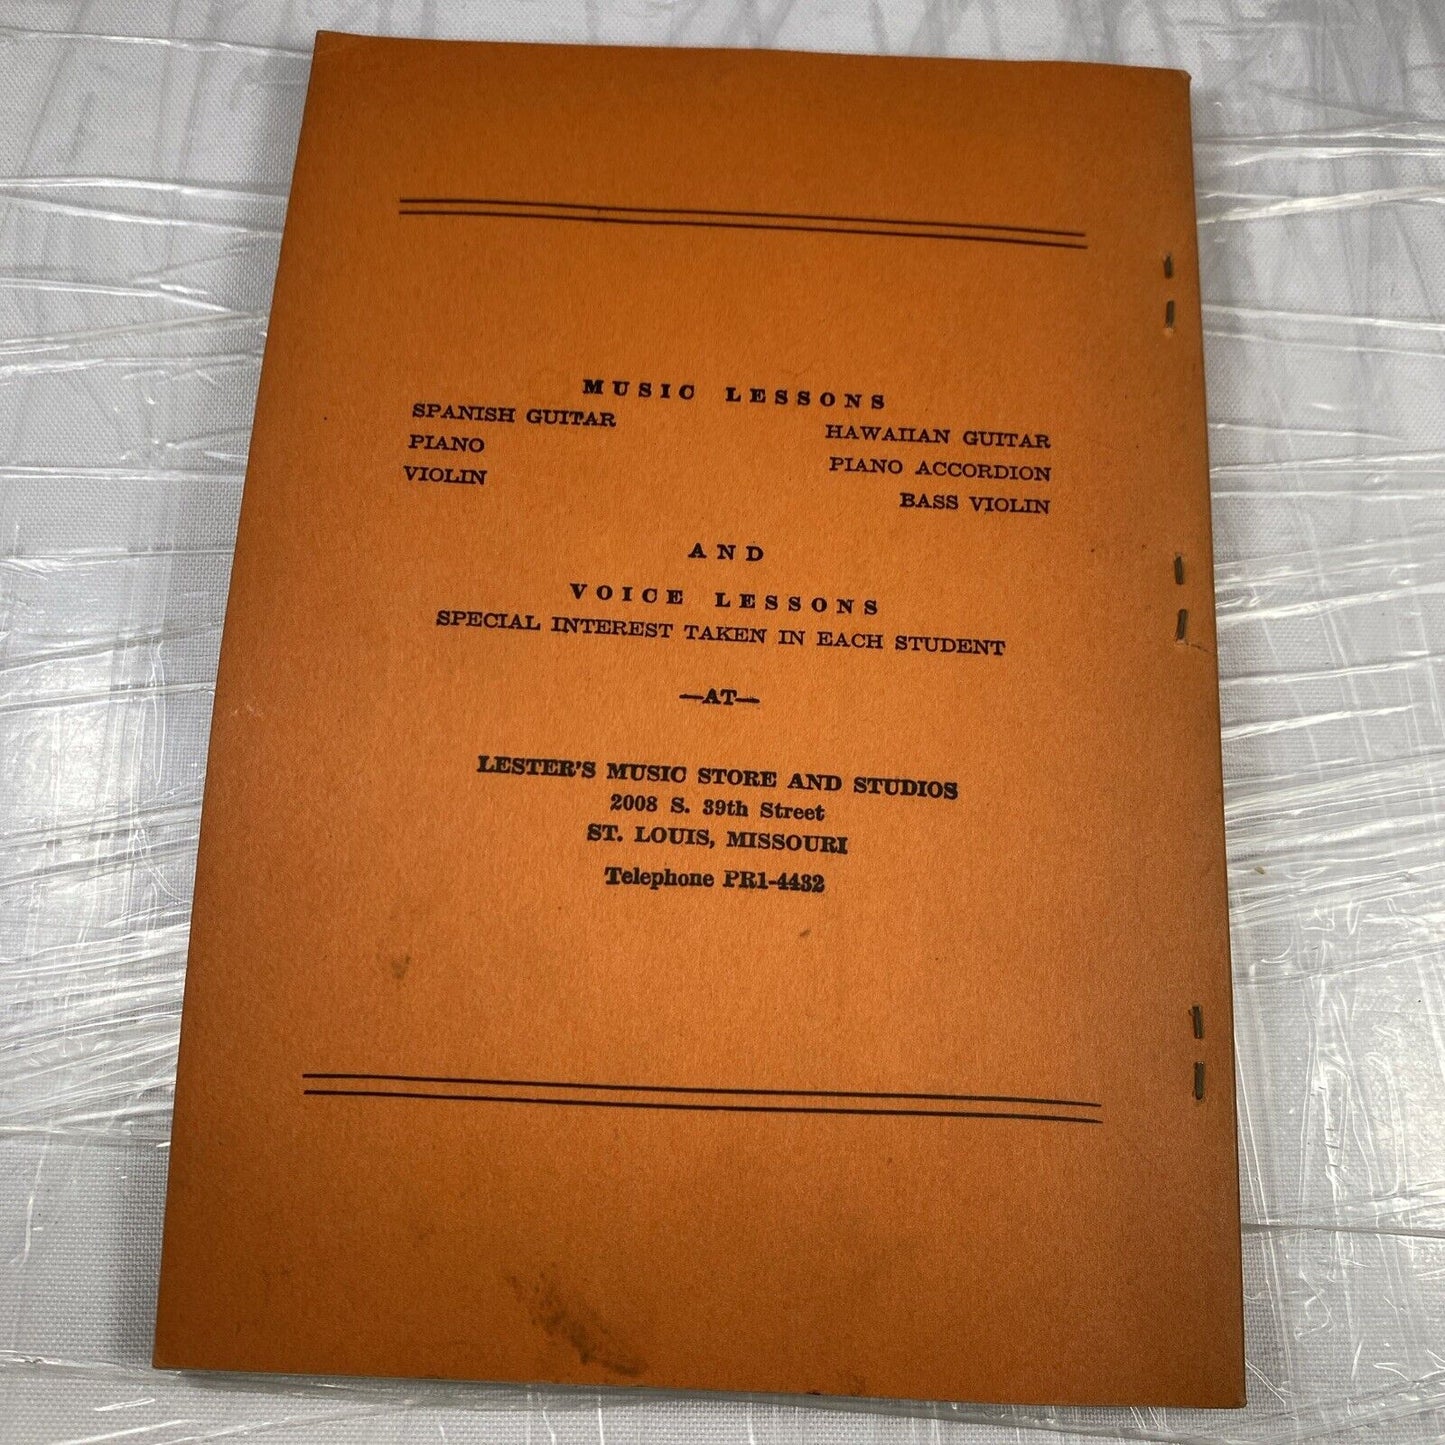 MUSIC LESSONS
SPANISH GUITAR HAWAIIAN GUITAR
PIANO PIANO ACCORDION
VIOLIN BASS VIOLIN
AND
VOICE LESSONS
SPECIAL INTEREST TAKEN IN EACH STUDENT
—AT—
LESTER'S MUSIC STORE AND STUDIOS
2008 S. 39th Street
ST. LOUIS, MISSOURI
Telephone PR1-4432